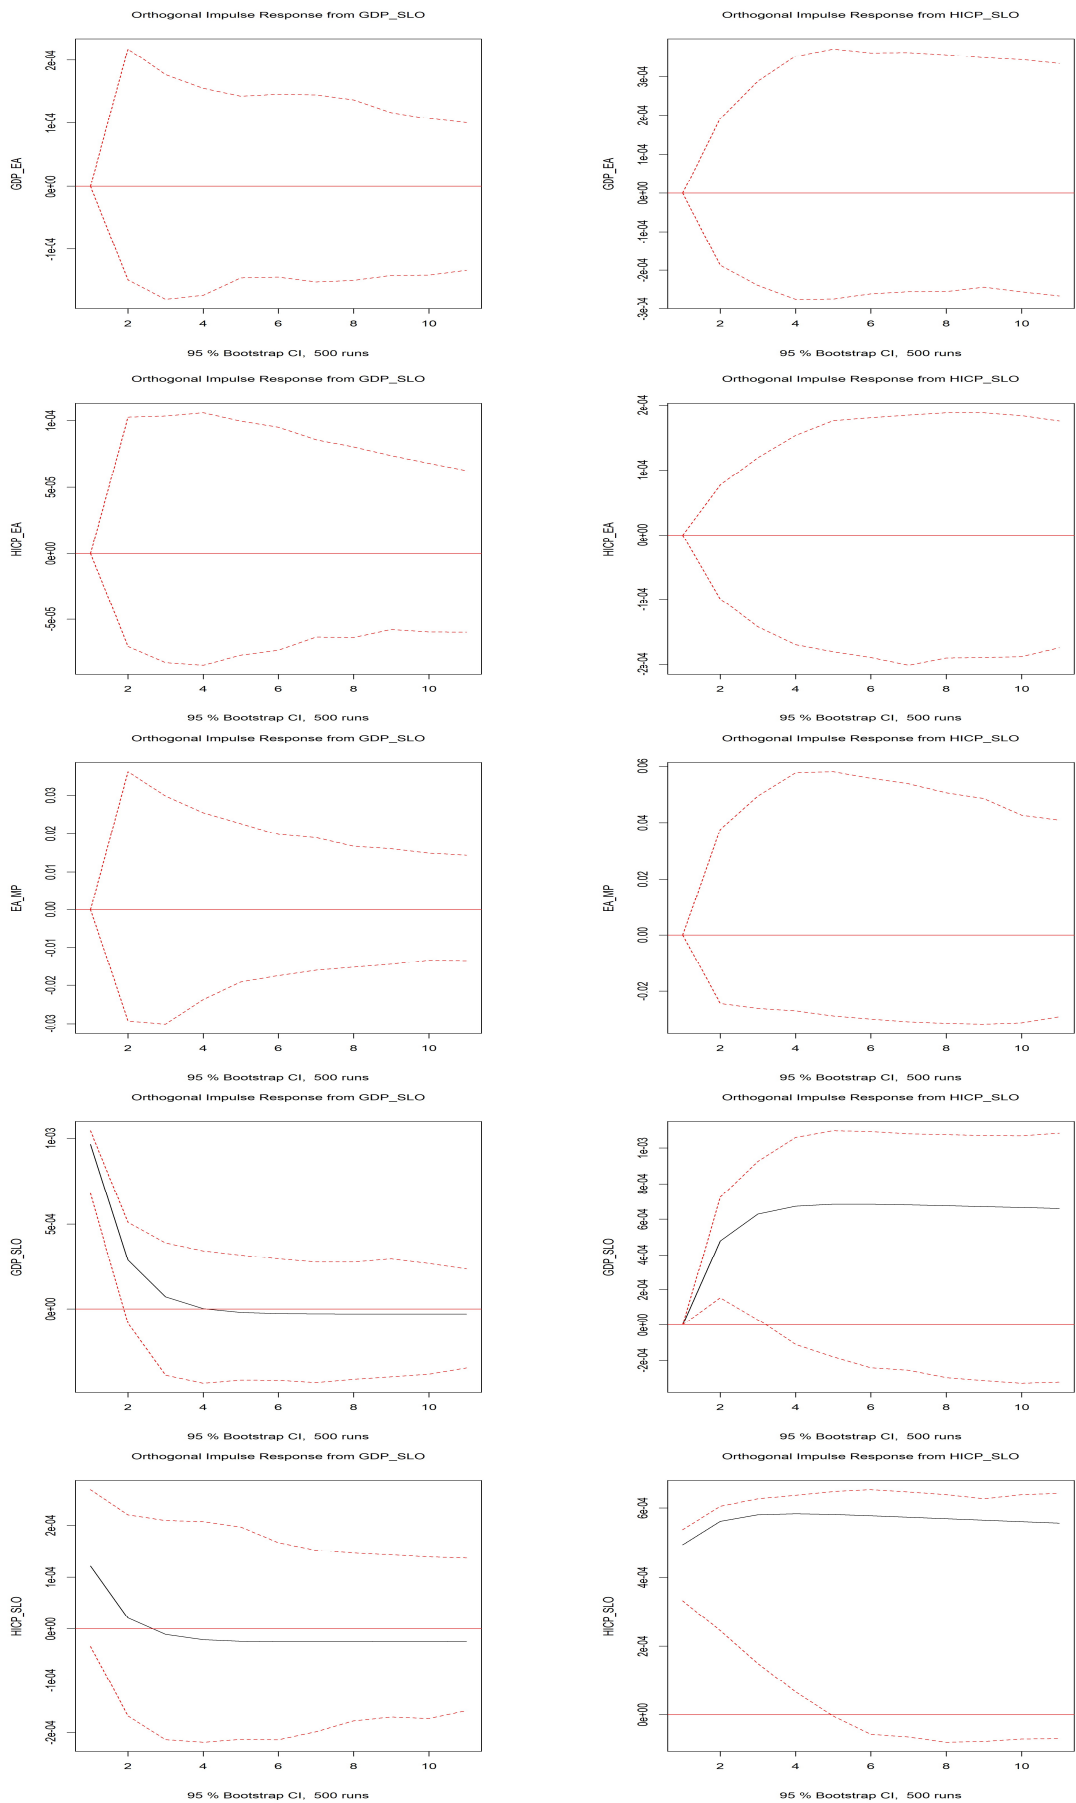 Orthogonal Impulse Response from GDP_SLO
GDP_EA
2e-04
1e-04
0e+00
-1e-04
2 4 6 8 10
95 % Bootstrap CI, 500 runs
Orthogonal Impulse Response from HICP_SLO
GDP_EA
3e-04
2e-04
1e-04
0e+00
-1e-04
-2e-04
-3e-04
2 4 6 8 10
95 % Bootstrap CI, 500 runs
Orthogonal Impulse Response from GDP_SLO
HICP_EA
1e-04
5e-05
0e+00
-5e-05
2 4 6 8 10
95 % Bootstrap CI, 500 runs
Orthogonal Impulse Response from HICP_SLO
HICP_EA
2e-04
1e-04
0e+00
-1e-04
-2e-04
2 4 6 8 10
95 % Bootstrap CI, 500 runs
Orthogonal Impulse Response from GDP_SLO
EA_MP
0.03
0.02
0.01
0.00
-0.01
-0.02
-0.03
2 4 6 8 10
95 % Bootstrap CI, 500 runs
Orthogonal Impulse Response from HICP_SLO
EA_MP
0.06
0.04
0.02
0.00
-0.02
2 4 6 8 10
95 % Bootstrap CI, 500 runs
Orthogonal Impulse Response from GDP_SLO
GDP_SLO
1e-03
5e-04
0e+00
2 4 6 8 10
95 % Bootstrap CI, 500 runs
Orthogonal Impulse Response from HICP_SLO
GDP_SLO
1e-03
8e-04
6e-04
4e-04
2e-04
0e+00
-2e-04
2 4 6 8 10
95 % Bootstrap CI, 500 runs
Orthogonal Impulse Response from GDP_SLO
HICP_SLO
2e-04
1e-04
0e+00
-1e-04
-2e-04
2 4 6 8 10
95 % Bootstrap CI, 500 runs
Orthogonal Impulse Response from HICP_SLO
HICP_SLO
6e-04
4e-04
2e-04
0e+00
2 4 6 8 10
95 % Bootstrap CI, 500 runs